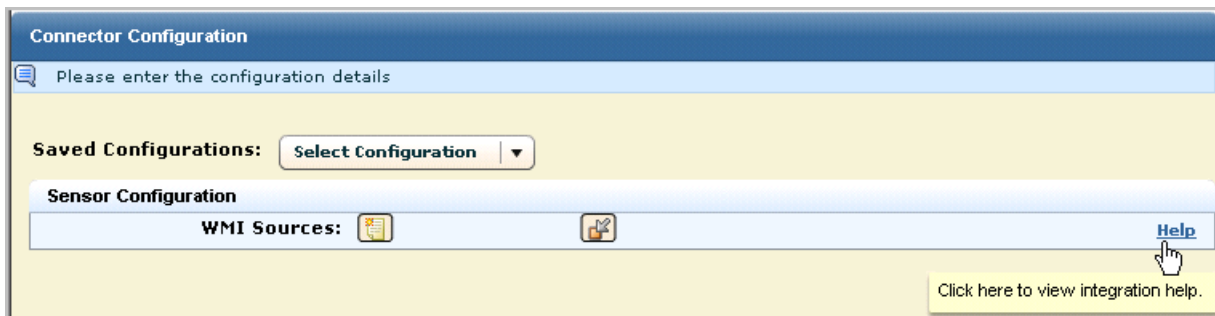 Connector Configuration
Please enter the configuration details
Saved Configurations: Select Configuration
Sensor Configuration
WMI Sources: Help
Click here to view integration help.